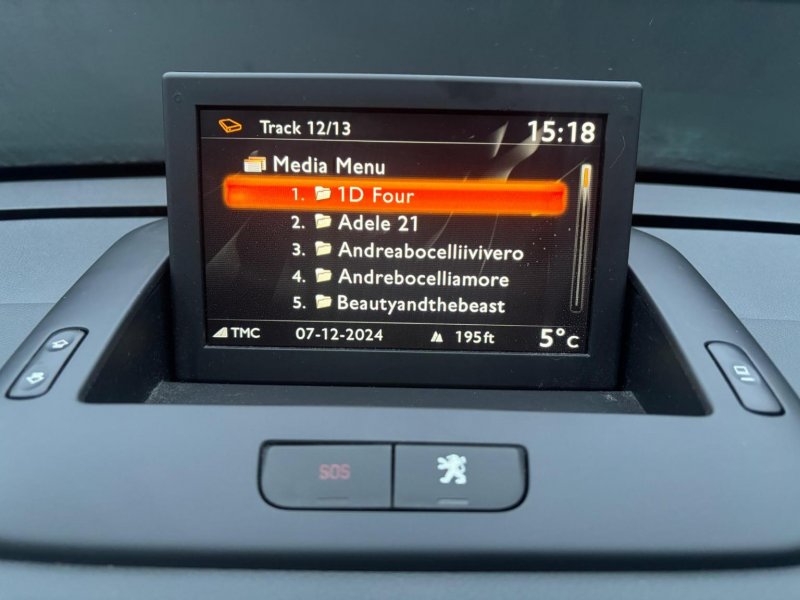 Track 12/13 15:18
Media Menu
1. 1D Four
2. Adele 21
3. Andreabocelliivivero
4. Andrebocelliamore
5. Beautyandthebeast
TMC 07-12-2024 195ft 5°C
SOS